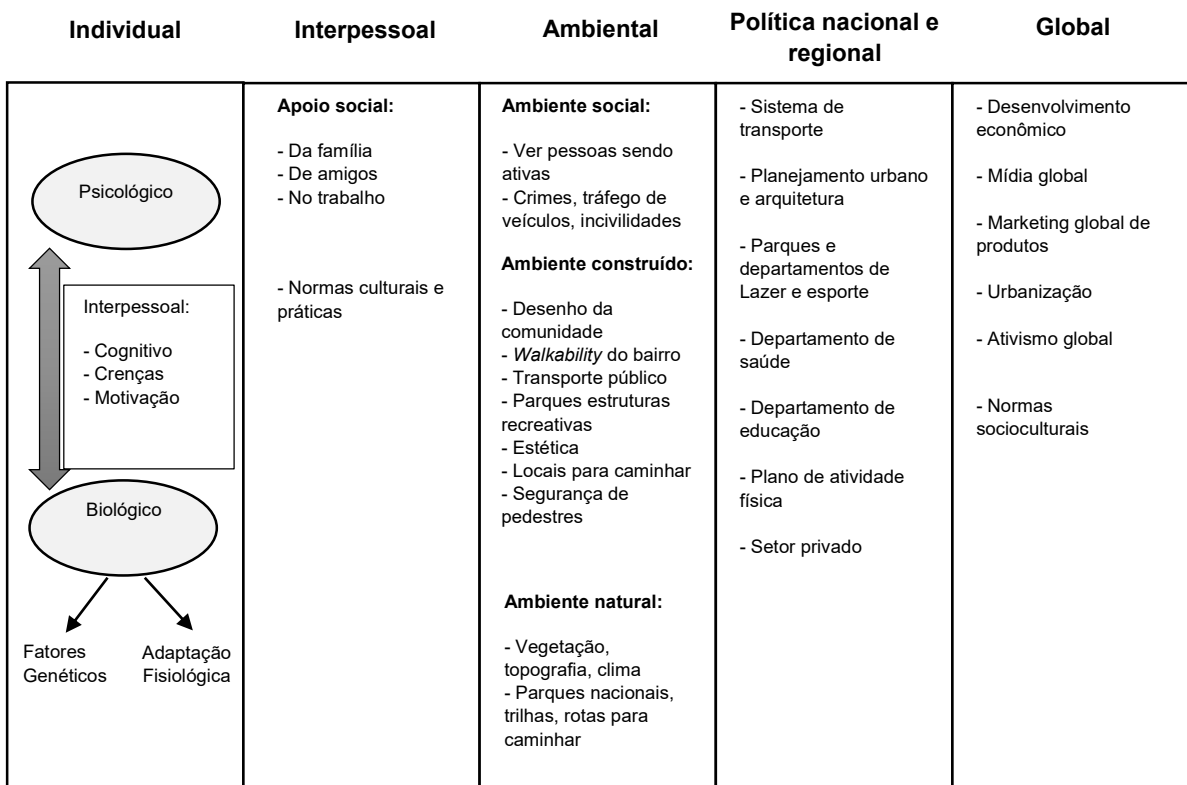 Individual
Interpessoal
Ambiental
Política nacional e
regional
Global
Psicológico
Interpessoal:
- Cognitivo
- Crenças
- Motivação
Biológico
Fatores
Genéticos
Adaptação
Fisiológica
Apoio social:
- Da família
- De amigos
- No trabalho
- Normas culturais e
práticas
Ambiente social:
- Ver pessoas sendo
ativas
- Crimes, tráfego de
veículos, incivilidades
Ambiente construído:
- Desenho da
comunidade
- Walkability do bairro
- Transporte público
- Parques estruturas
recreativas
- Estética
- Locais para caminhar
- Segurança de
pedestres
Ambiente natural:
- Vegetação,
topografia, clima
- Parques nacionais,
trilhas, rotas para
caminhar
- Sistema de
transporte
- Planejamento urbano
e arquitetura
- Parques e
departamentos de
Lazer e esporte
- Departamento de
saúde
- Departamento de
educação
- Plano de atividade
física
- Setor privado
- Desenvolvimento
econômico
- Mídia global
- Marketing global de
produtos
- Urbanização
- Ativismo global
- Normas
socioculturais